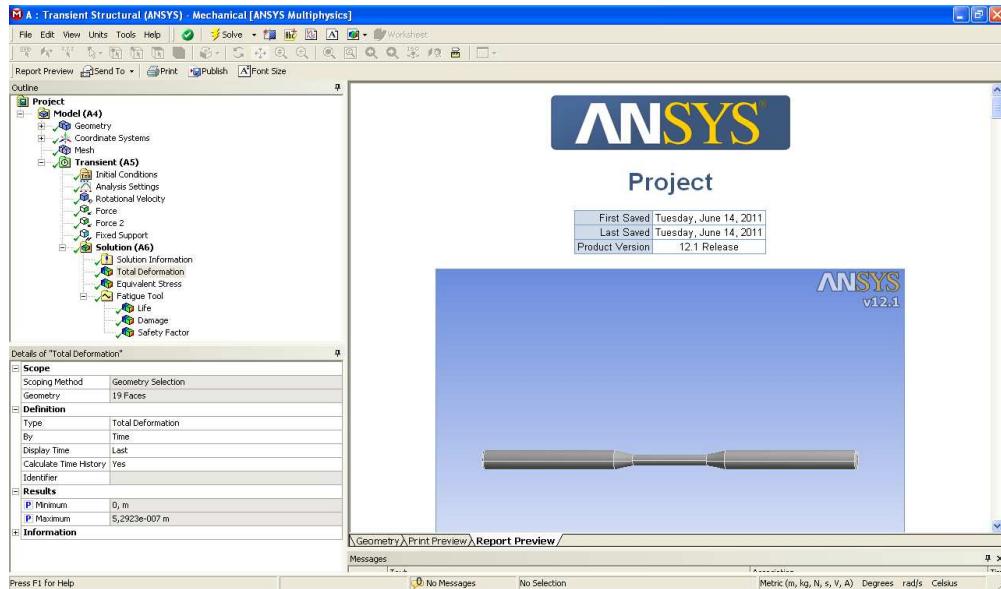 A : Transient Structural (ANSYS) - Mechanical [ANSYS Multiphysics]
File Edit View Units Tools Help Solve Worksheet
Report Preview Send To Print Publish A Font Size
Outline
Project
Model (A4)
Geometry
Coordinate Systems
Mesh
Transient (A5)
Initial Conditions
Analysis Settings
Rotational Velocity
Force
Force 2
Fixed Support
Solution (A6)
Solution Information
Total Deformation
Equivalent Stress
Fatigue Tool
Life
Damage
Safety Factor
Details of "Total Deformation"
Scope
Scoping Method Geometry Selection
Geometry 19 Faces
Definition
Type Total Deformation
By Time
Display Time Last
Calculate Time History Yes
Identifier
Results
P Minimum 0, m
P Maximum 5,2923e-007 m
Information
ANSYS®
Project
First Saved Tuesday, June 14, 2011
Last Saved Tuesday, June 14, 2011
Product Version 12.1 Release
ANSYS
v12.1
Geometry Print Preview Report Preview
Messages
Press F1 for Help
No Messages No Selection Metric (m, kg, N, s, V, A) Degrees rad/s Celsius